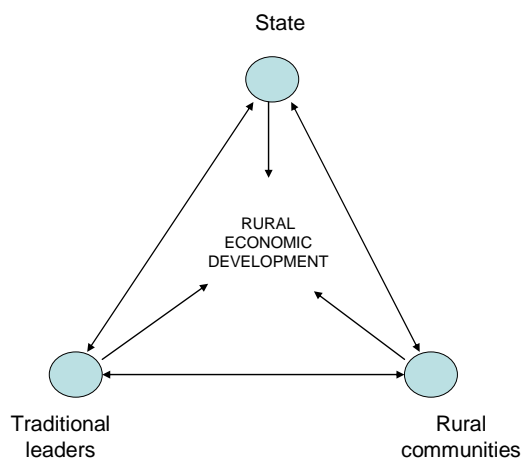 State
RURAL
ECONOMIC
DEVELOPMENT
Traditional
leaders
Rural
communities